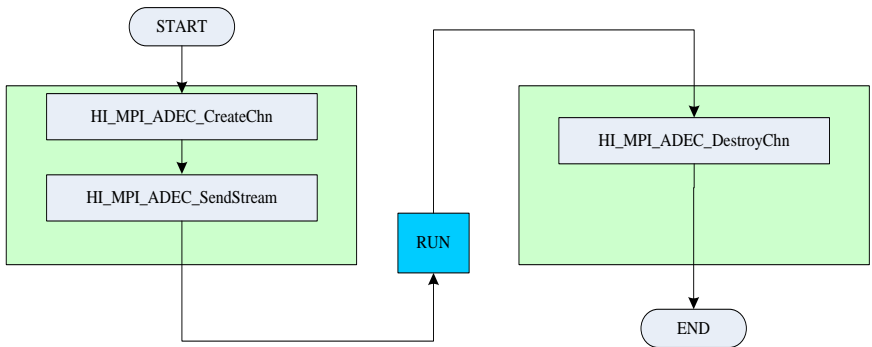 START
HI_MPI_ADEC_CreateChn
HI_MPI_ADEC_SendStream
RUN
HI_MPI_ADEC_DestroyChn
END